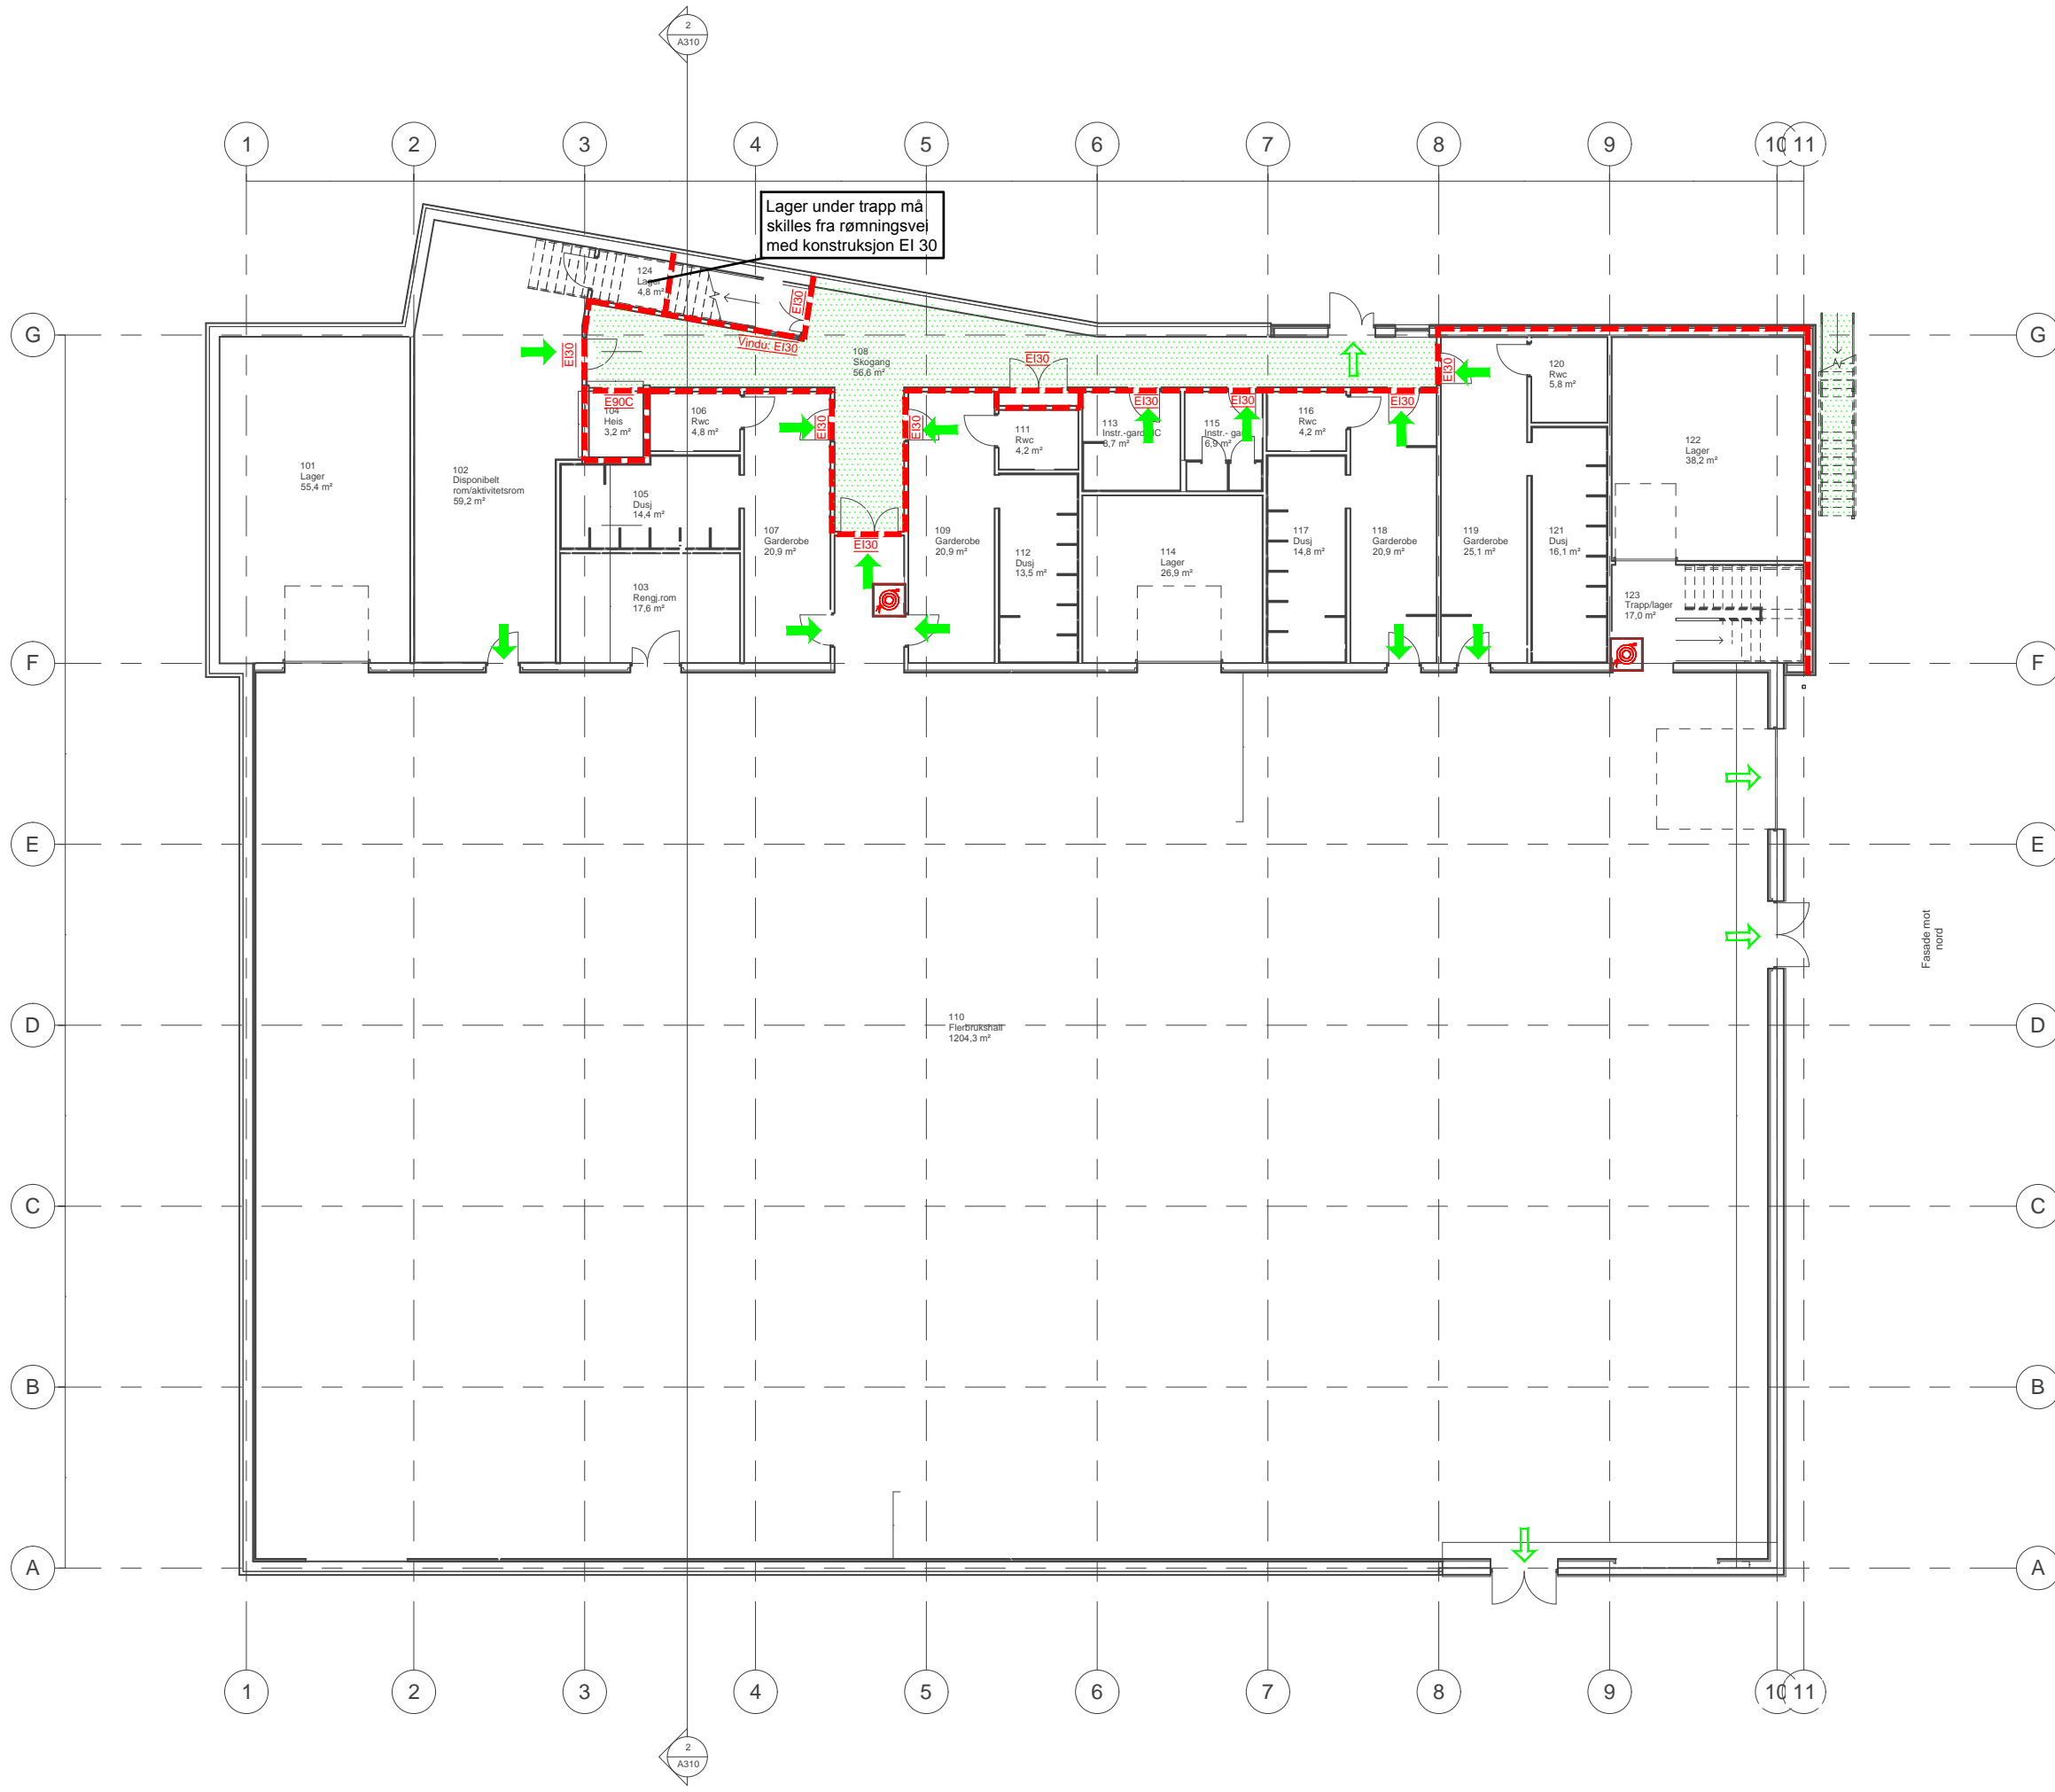 2
A310
1
2
3
4
5
6
7
8
9
10
11
Lager under trapp må
skilles fra rømningsvei
med konstruksjon EI 30
124
Lager
4,8 m²
EI30
Vindu: EI30
G
G
EI30
108
Skogang
56,6 m²
EI30
EI30
E90C
104
Heis
3,2 m²
106
Rwc
4,8 m²
EI30
EI30
111
Rwc
4,2 m²
EI30
113
8,7 m²
EI30
115
6,9 m²
116
Rwc
4,2 m²
EI30
120
Rwc
5,8 m²
122
Lager
38,2 m²
101
Lager
55,4 m²
102
Disponibelt
rom/aktivitetsrom
59,2 m²
105
Dusj
14,4 m²
107
Garderobe
20,9 m²
EI30
109
Garderobe
20,9 m²
112
Dusj
13,5 m²
114
Lager
26,9 m²
117
Dusj
14,8 m²
118
Garderobe
20,9 m²
119
Garderobe
25,1 m²
121
Dusj
16,1 m²
103
Rengj.rom
17,6 m²
123
Trapp/lager
17,0 m²
F
F
E
E
Fasade mot
nord
D
D
110
Flerbrukshall
1204,3 m²
C
C
B
B
A
A
1
2
3
4
5
6
7
8
9
10
11
2
A310